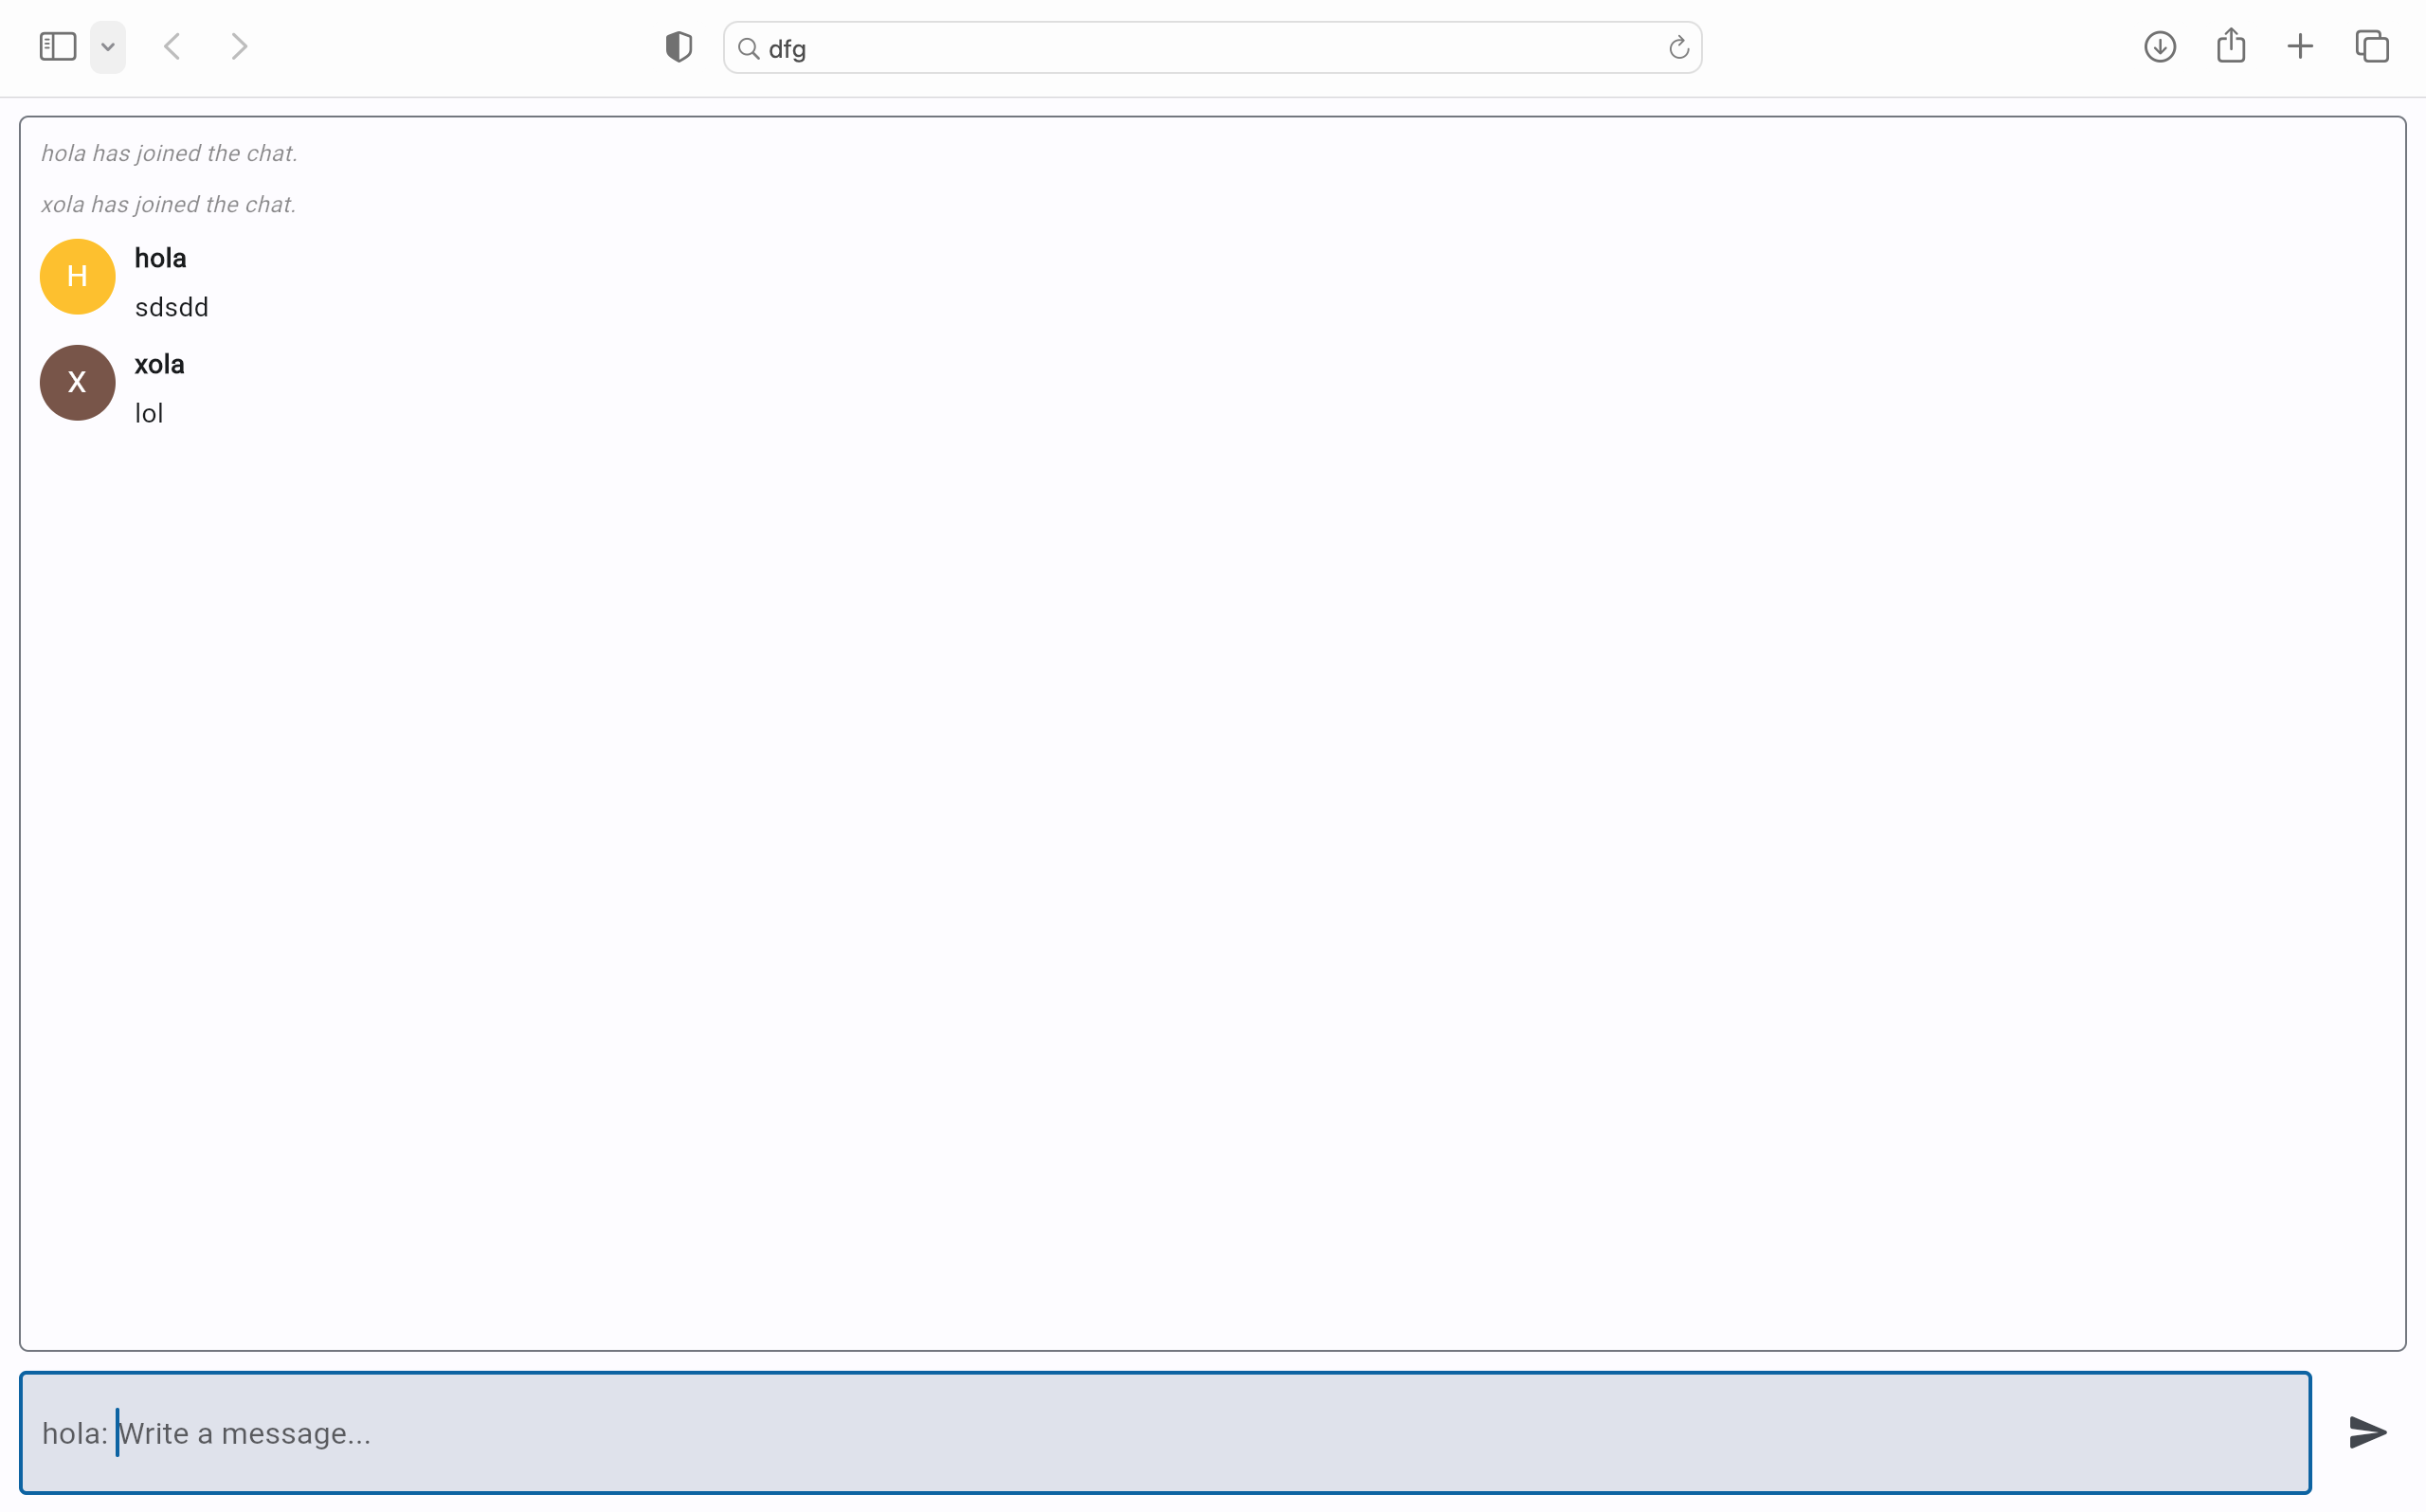 dfg
hola has joined the chat.
xola has joined the chat.
H
hola
sdsdd
X
xola
lol
hola: Write a message...